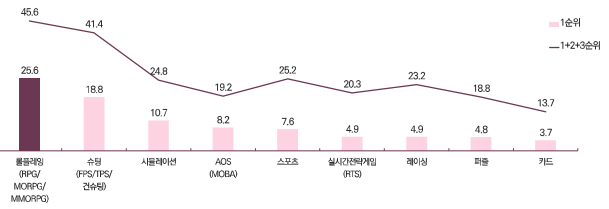 45.6
41.4
24.8
19.2
25.2
20.3
23.2
18.8
13.7
1순위
1+2+3순위
25.6
18.8
10.7
8.2
7.6
4.9
4.9
4.8
3.7
롤플레잉
(RPG/
MORPG/
MMORPG)
슈팅
(FPS/TPS/
건슈팅)
시뮬레이션
AOS
(MOBA)
스포츠
실시간전략게임
(RTS)
레이싱
퍼즐
카드